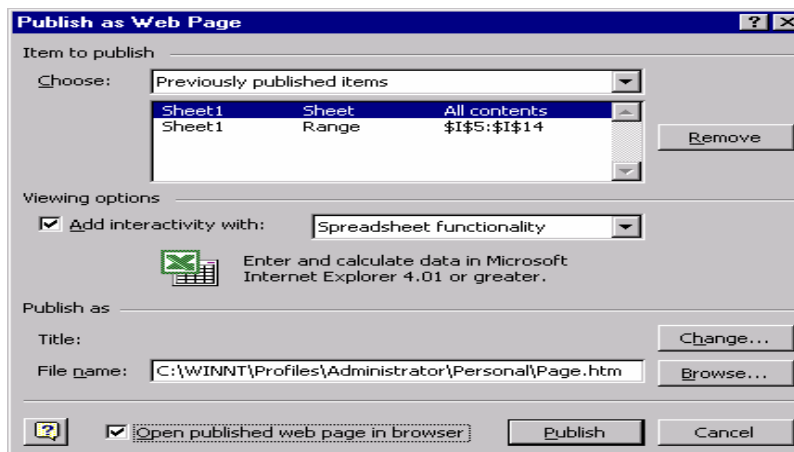 Publish as Web Page
Item to publish
Choose: Previously published items
Sheet1 Sheet All contents
Sheet1 Range $I$5:$I$14
Remove
Viewing options
Add interactivity with: Spreadsheet functionality
Enter and calculate data in Microsoft
Internet Explorer 4.01 or greater.
Publish as
Title: Change...
File name: C:\WINNT\Profiles\Administrator\Personal\Page.htm Browse...
Open published web page in browser Publish Cancel